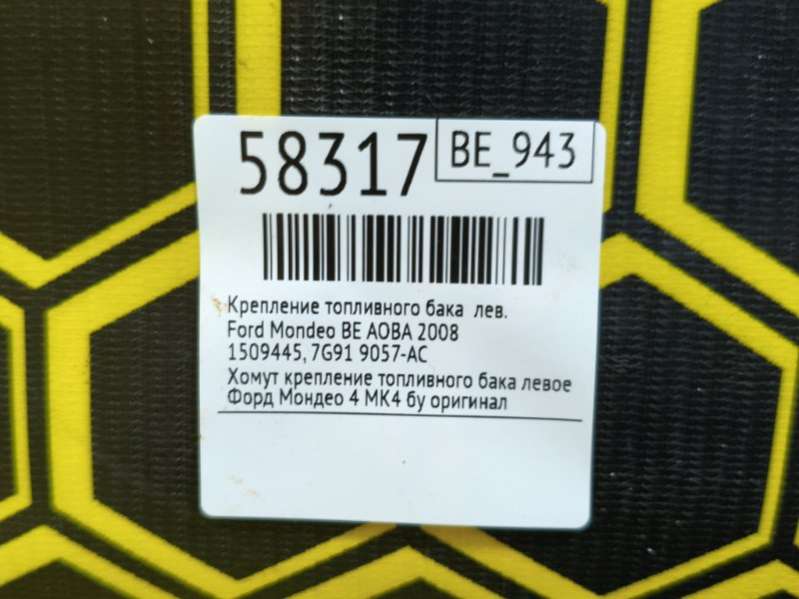 58317
BE_943
Крепление топливного бака лев.
Ford Mondeo BE AOBA 2008
1509445, 7G91 9057-AC
Хомут крепление топливного бака левое
Форд Мондео 4 МК4 бу оригинал